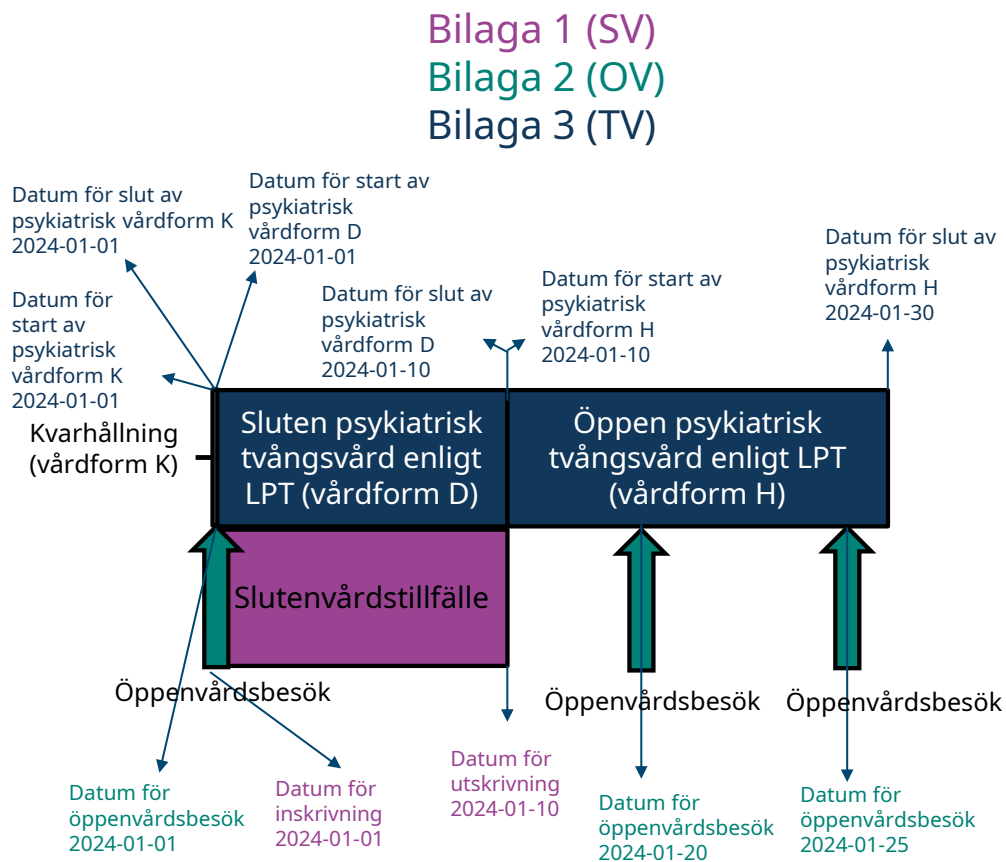 Bilaga 1 (SV)
Bilaga 2 (OV)
Bilaga 3 (TV)
Datum för slut av
psykiatrisk vårdform K
2024-01-01
Datum för start av
psykiatrisk
vårdform D
2024-01-01
Datum för
start av
psykiatrisk
vårdform K
2024-01-01
Datum för slut av
psykiatrisk
vårdform D
2024-01-10
Datum för start av
psykiatrisk
vårdform H
2024-01-10
Datum för slut av
psykiatrisk
vårdform H
2024-01-30
Kvarhållning
(vårdform K)
Sluten psykiatrisk
tvångsvård enligt
LPT (vårdform D)
Öppen psykiatrisk
tvångsvård enligt LPT
(vårdform H)
Slutenvårdstillfälle
Öppenvårdsbesök
Öppenvårdsbesök
Öppenvårdsbesök
Datum för
öppenvårdsbesök
2024-01-01
Datum för
inskrivning
2024-01-01
Datum för
utskrivning
2024-01-10
Datum för
öppenvårdsbesök
2024-01-20
Datum för
öppenvårdsbesök
2024-01-25